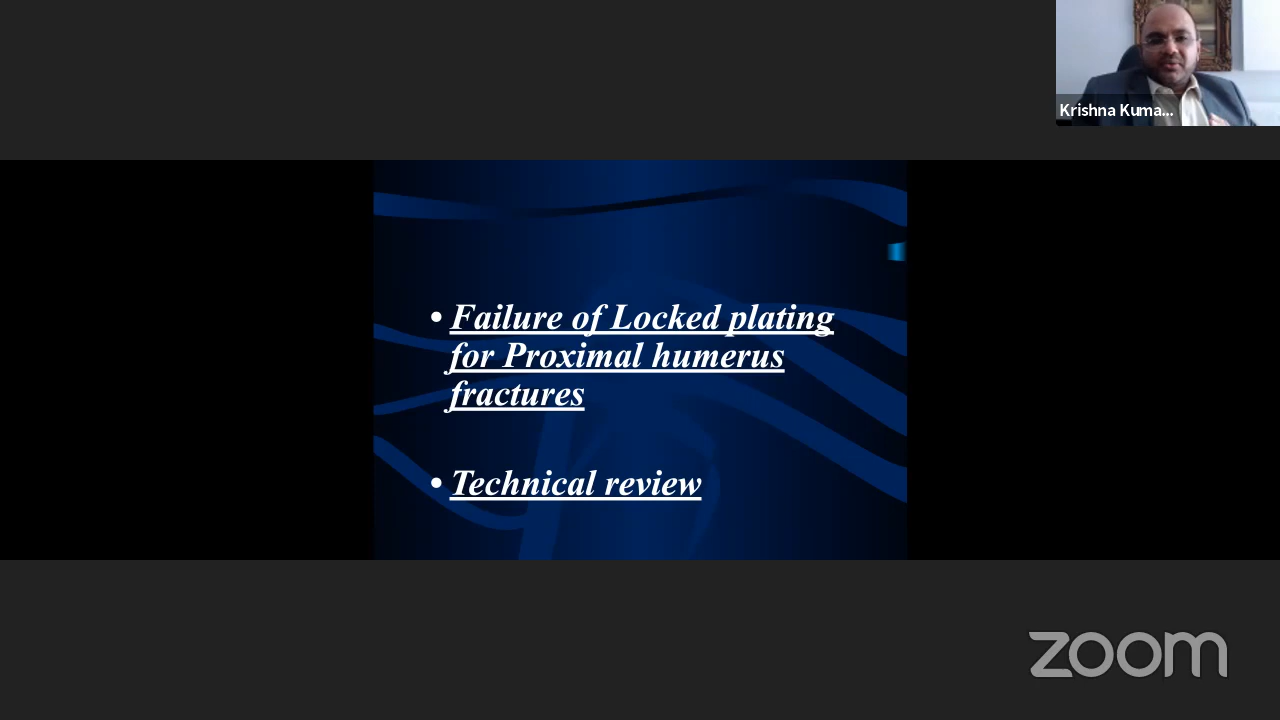 Krishna Kuma...
• Failure of Locked plating
for Proximal humerus
fractures
• Technical review
zoom